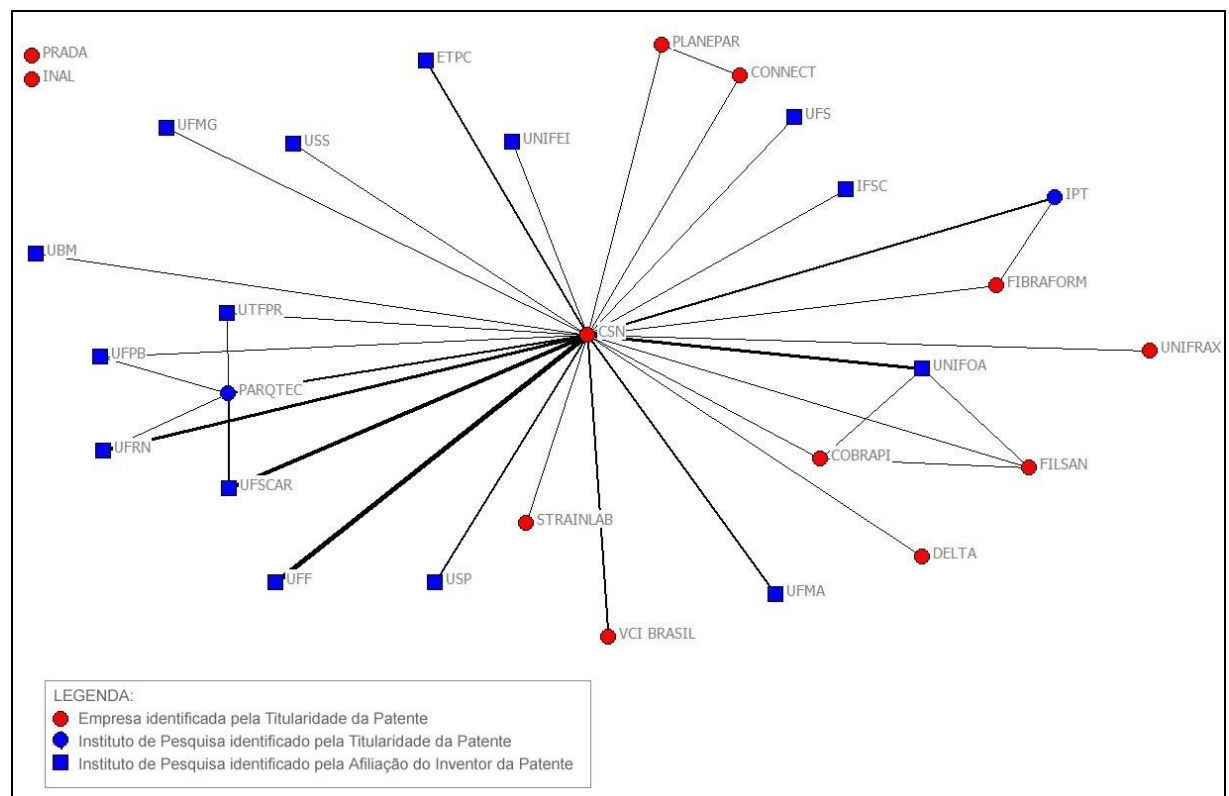 PRADA
INAL
ETPC
PLANEPAR
CONNECT
UFMG
USS
UNIFEI
UFS
IFSC
IPT
UBM
UTFPR
CSN
FIBRAFORM
UFPB
UNIFRAX
UNIFOA
PARQTEC
UFRN
COBRAPI
FILSAN
UFSCAR
STRAINLAB
DELTA
UFF
USP
UFMA
VCI BRASIL
LEGENDA:
Empresa identificada pela Titularidade da Patente
Instituto de Pesquisa identificado pela Titularidade da Patente
Instituto de Pesquisa identificado pela Afiliação do Inventor da Patente